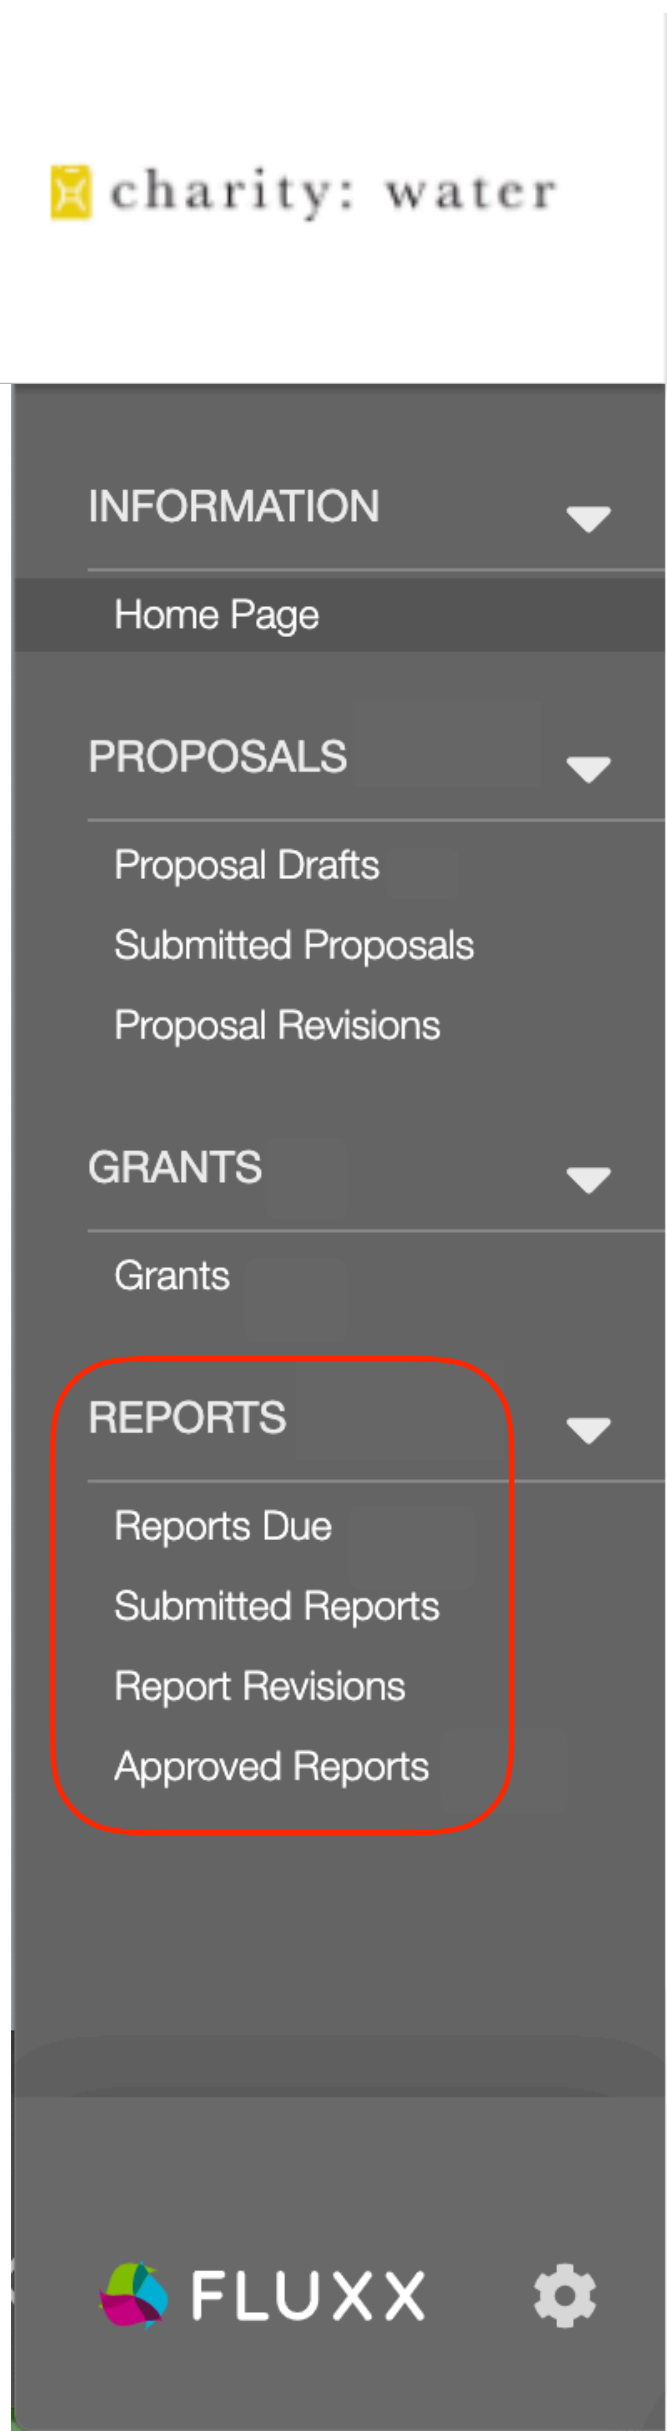 charity: water
INFORMATION
Home Page
PROPOSALS
Proposal Drafts
Submitted Proposals
Proposal Revisions
GRANTS
Grants
REPORTS
Reports Due
Submitted Reports
Report Revisions
Approved Reports
FLUXX